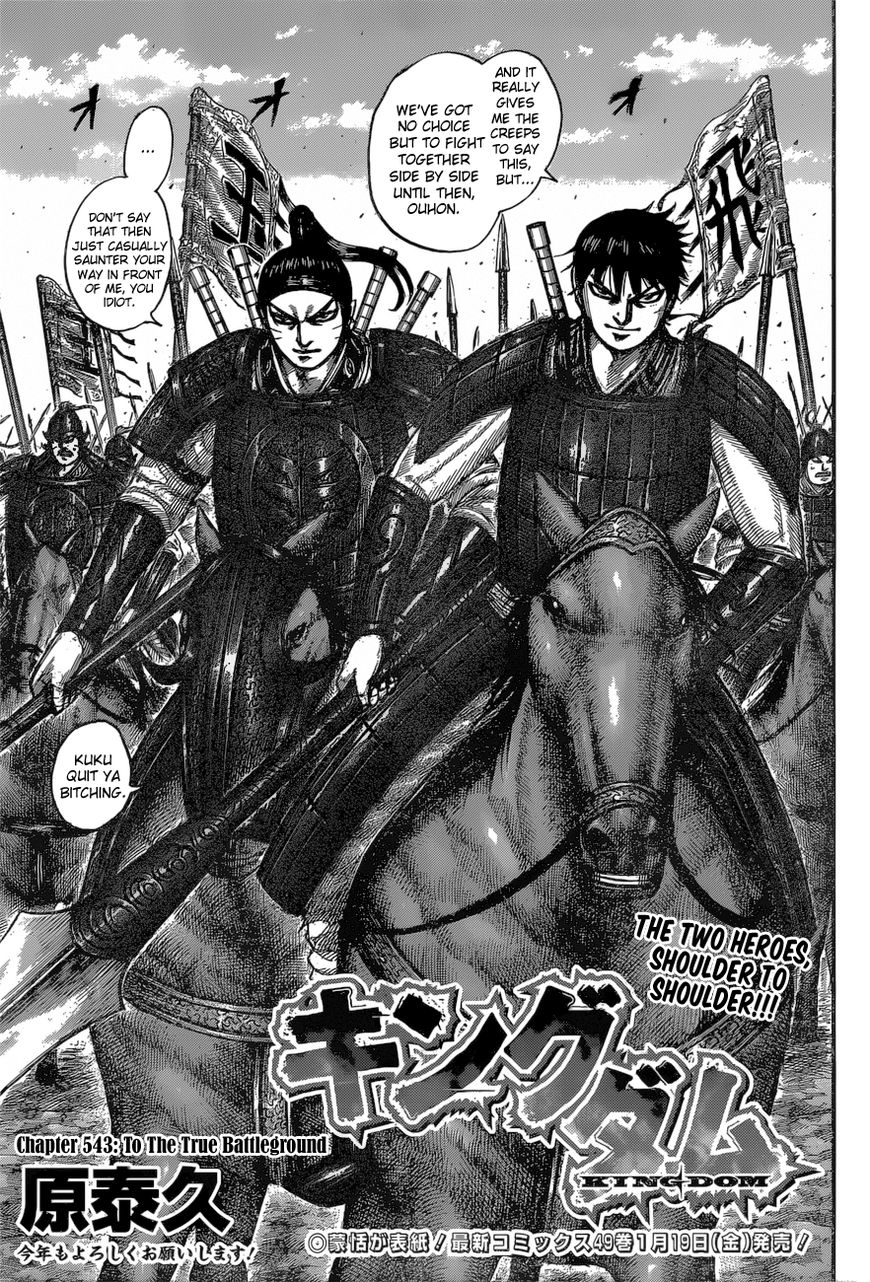 AND IT
REALLY
GIVES
ME THE
CREEPS
TO SAY
THIS,
BUT...
WE'VE GOT
NO CHOICE
BUT TO FIGHT
TOGETHER
SIDE BY SIDE
UNTIL THEN,
OUHON.
...
DON'T SAY
THAT THEN
JUST CASUALLY
SAUNTER YOUR
WAY IN FRONT
OF ME, YOU
IDIOT.
飛
王
王
KUKU
QUIT YA
BITCHING.
THE TWO HEROES,
SHOULDER TO
SHOULDER!!!
キングダム
KINGDOM
Chapter 543: To The True Battleground
原泰久
今年もよろしくお願いします!
◎蒙恬が表紙!最新コミックス49巻1月19日(金)発売!